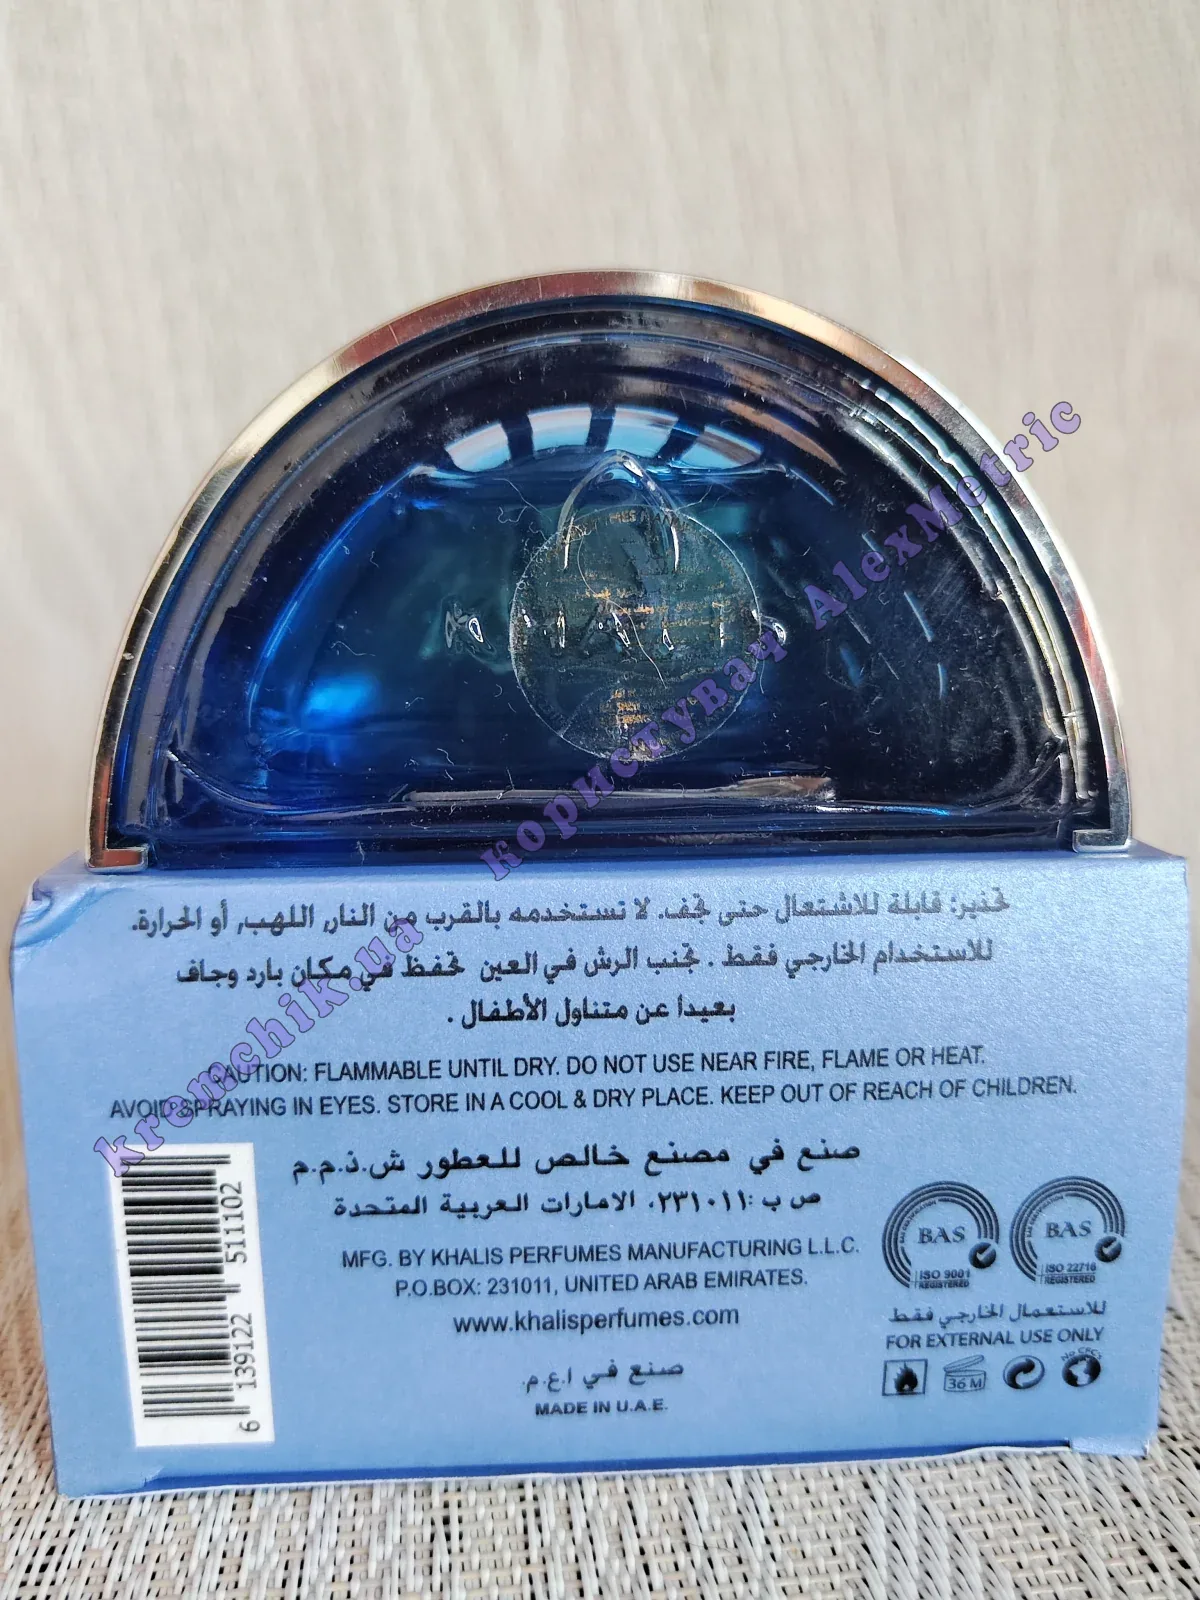 KHALIS
تحذير: قابلة للاشتعال حتى تجف. لا تستخدمه بالقرب من النار, اللهب, أو الحرارة.
للاستخدام الخارجي فقط . تجنب الرش في العين تحفظ في مكان بارد وجاف
بعيداً عن متناول الأطفال .
CAUTION: FLAMMABLE UNTIL DRY. DO NOT USE NEAR FIRE, FLAME OR HEAT.
AVOID SPRAYING IN EYES. STORE IN A COOL & DRY PLACE. KEEP OUT OF REACH OF CHILDREN.
صنع في مصنع خالص للعطور ش.ذ.م.م
ص ب :٢٣١٠١١، الامارات العربية المتحدة
MFG. BY KHALIS PERFUMES MANUFACTURING L.L.C.
P.O.BOX: 231011, UNITED ARAB EMIRATES.
www.khalisperfumes.com
صنع في ا.ع.م.
MADE IN U.A.E.
6 139122 511102
BAS
ISO 9001
REGISTERED
BAS
ISO 22716
REGISTERED
للاستعمال الخارجي فقط
FOR EXTERNAL USE ONLY
36 M
No CFC's
kremchik.ua користувач AlexMetric